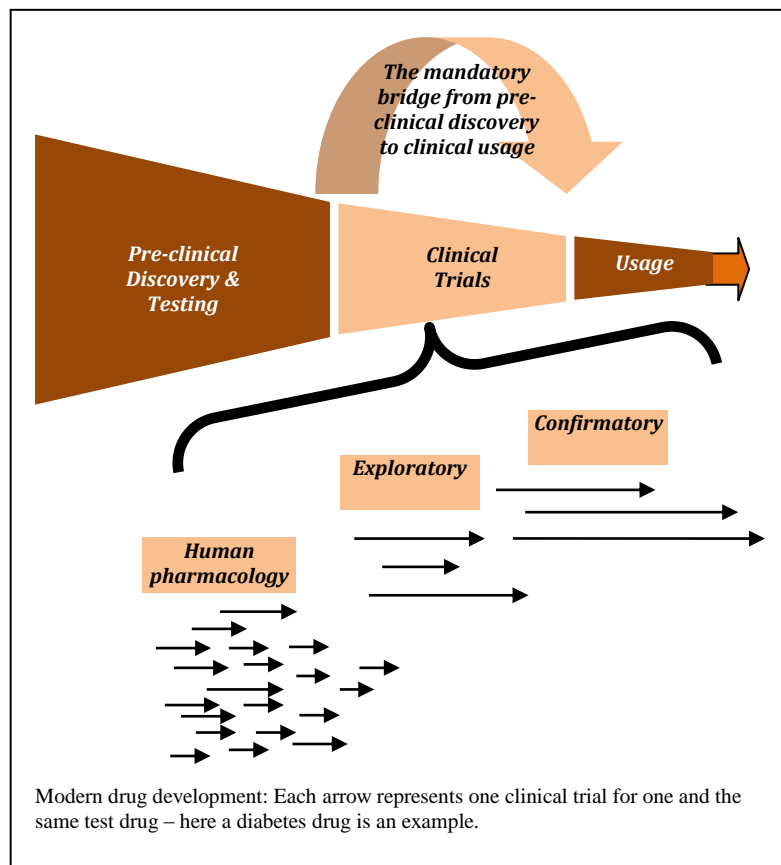 The mandatory
bridge from pre-
clinical discovery
to clinical usage
Pre-clinical
Discovery &
Testing
Clinical
Trials
Usage
Confirmatory
Exploratory
Human
pharmacology
Modern drug development: Each arrow represents one clinical trial for one and the
same test drug – here a diabetes drug is an example.